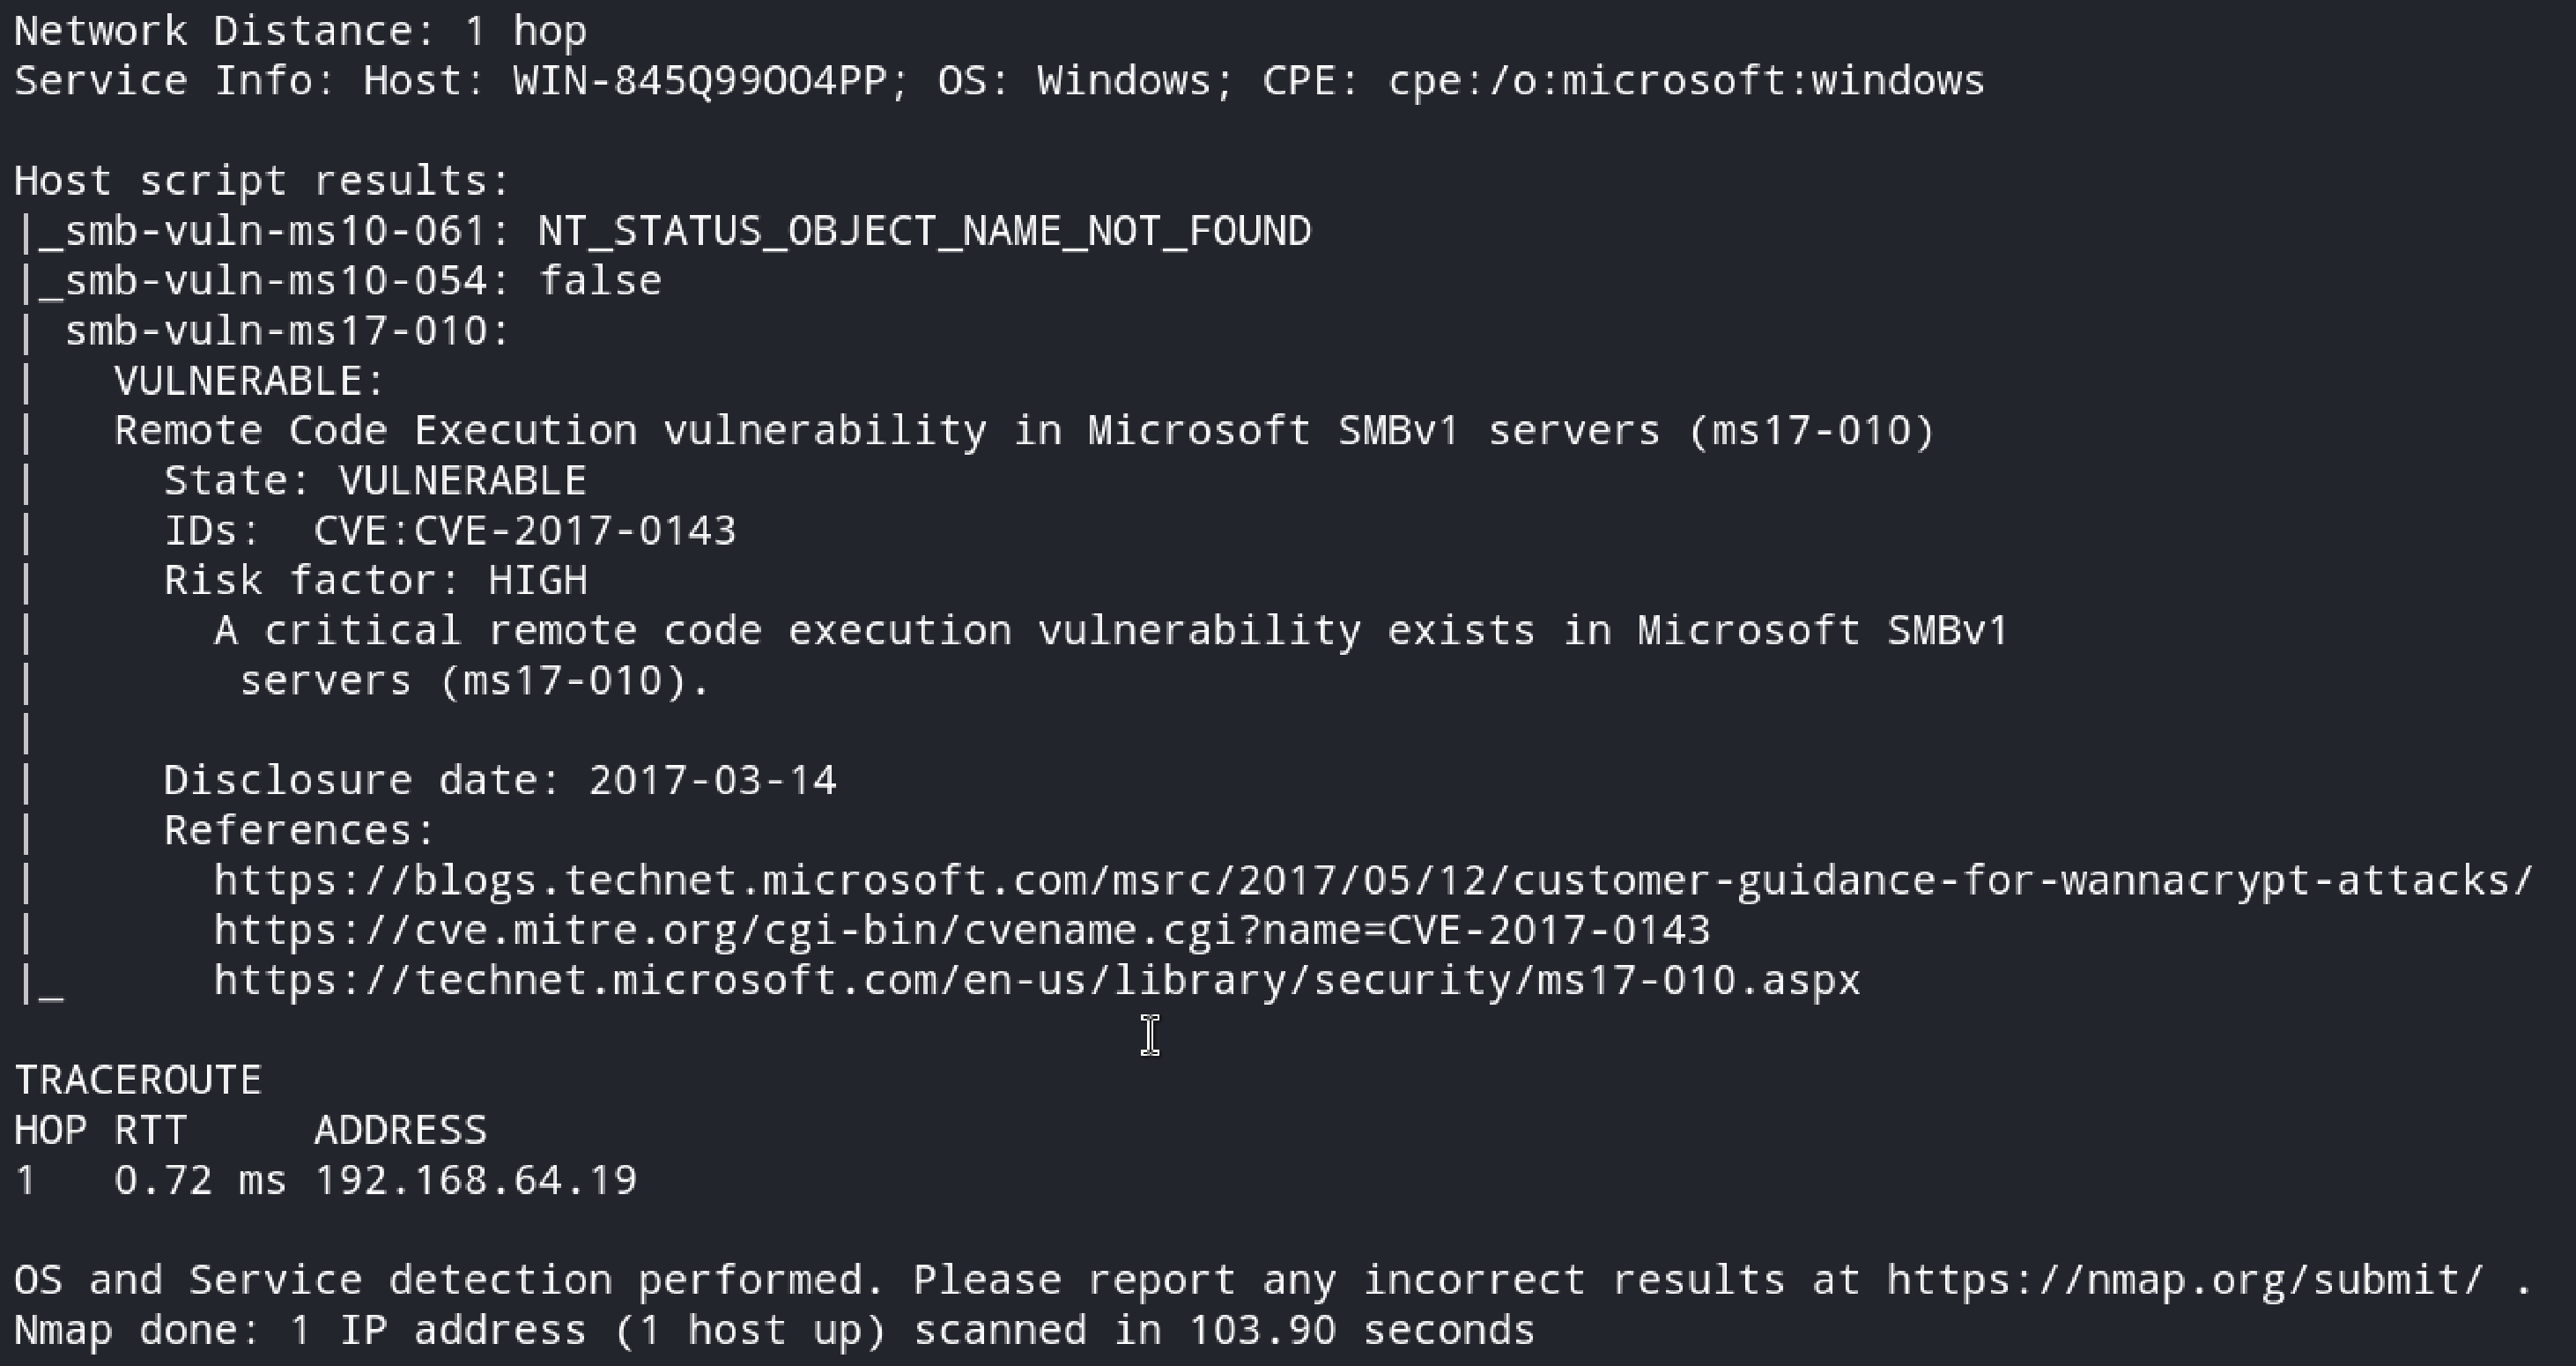 Network Distance: 1 hop
Service Info: Host: WIN-845Q99OO4PP; OS: Windows; CPE: cpe:/o:microsoft:windows

Host script results:
|_smb-vuln-ms10-061: NT_STATUS_OBJECT_NAME_NOT_FOUND
|_smb-vuln-ms10-054: false
| smb-vuln-ms17-010:
|   VULNERABLE:
|   Remote Code Execution vulnerability in Microsoft SMBv1 servers (ms17-010)
|     State: VULNERABLE
|     IDs:  CVE:CVE-2017-0143
|     Risk factor: HIGH
|       A critical remote code execution vulnerability exists in Microsoft SMBv1
|        servers (ms17-010).
|
|     Disclosure date: 2017-03-14
|     References:
|       https://blogs.technet.microsoft.com/msrc/2017/05/12/customer-guidance-for-wannacrypt-attacks/
|       https://cve.mitre.org/cgi-bin/cvename.cgi?name=CVE-2017-0143
|_      https://technet.microsoft.com/en-us/library/security/ms17-010.aspx

TRACEROUTE
HOP RTT     ADDRESS
1   0.72 ms 192.168.64.19

OS and Service detection performed. Please report any incorrect results at https://nmap.org/submit/ .
Nmap done: 1 IP address (1 host up) scanned in 103.90 seconds